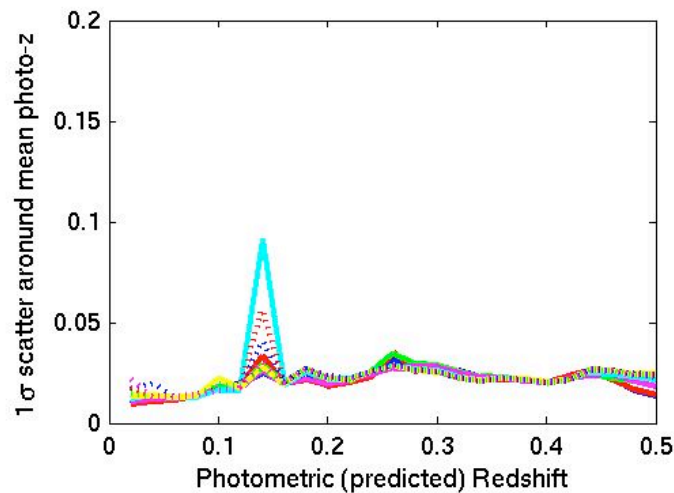 0.2
0.15
0.1
0.05
0
0 0.1 0.2 0.3 0.4 0.5
1σ scatter aronund mean photo-z
Photometric (predicted) Redshift